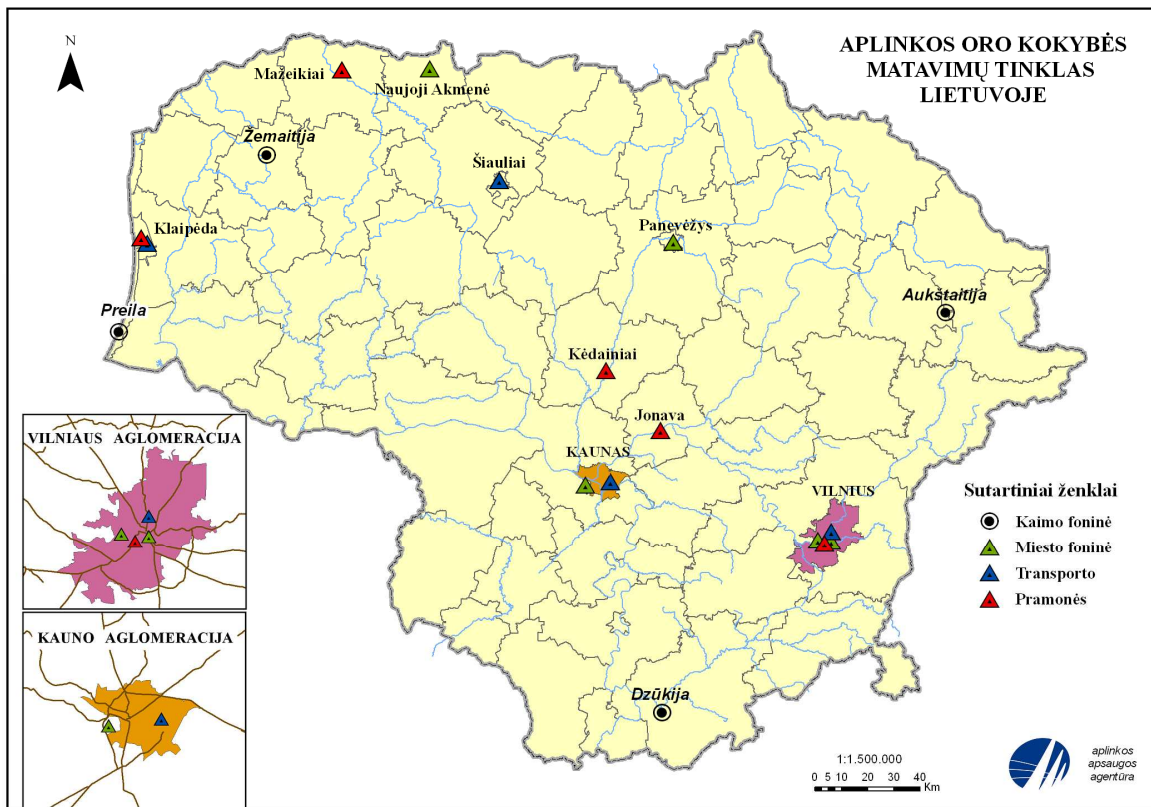 APLINKOS ORO KOKYBĖS
MATAVIMŲ TINKLAS
LIETUVOJE
N
Mažeikiai
Naujoji Akmenė
Žemaitija
Šiauliai
Klaipėda
Panevėžys
Preila
Aukštaitija
Kėdainiai
Jonava
KAUNAS
VILNIUS
Dzūkija
VILNIAUS AGLOMERACIJA
KAUNO AGLOMERACIJA
Sutartiniai ženklai
Kaimo foninė
Miesto foninė
Transporto
Pramonės
1:1.500.000
0 5 10 20 30 40
Km
aplinkos
apsaugos
agentūra